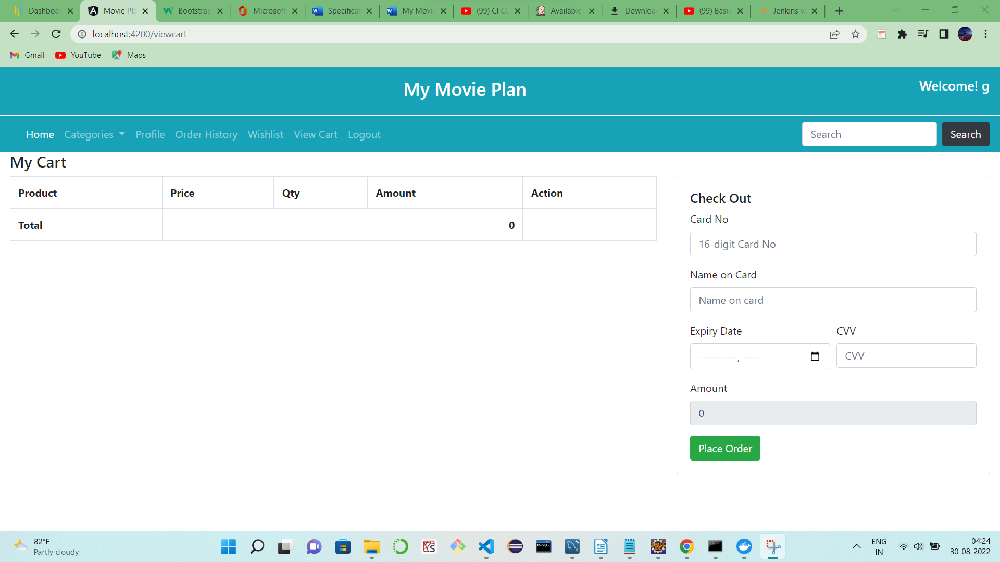 Dashboar
Movie Pla
Bootstrap
Microsoft
Specificat
My Movie
(99) CI CD
Available
Download
(99) Basic
Jenkins w
localhost:4200/viewcart
Gmail
YouTube
Maps
My Movie Plan
Welcome! g
Home Categories Profile Order History Wishlist View Cart Logout
Search
Search
My Cart
Product Price Qty Amount Action
Total 0
Check Out
Card No
16-digit Card No
Name on Card
Name on card
Expiry Date CVV
---------, ---- CVV
Amount
0
Place Order
82°F
Partly cloudy
ENG
IN
04:24
30-08-2022